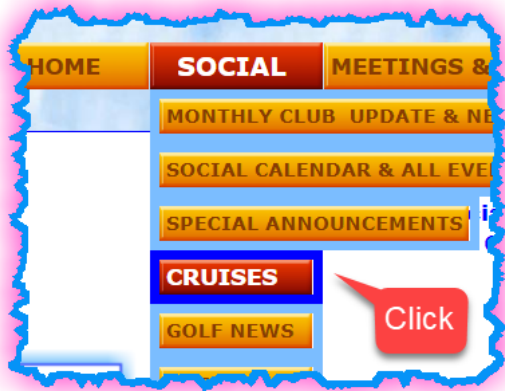 HOME SOCIAL MEETINGS &
MONTHLY CLUB UPDATE & NE
SOCIAL CALENDAR & ALL EVE
SPECIAL ANNOUNCEMENTS
CRUISES
Click
GOLF NEWS